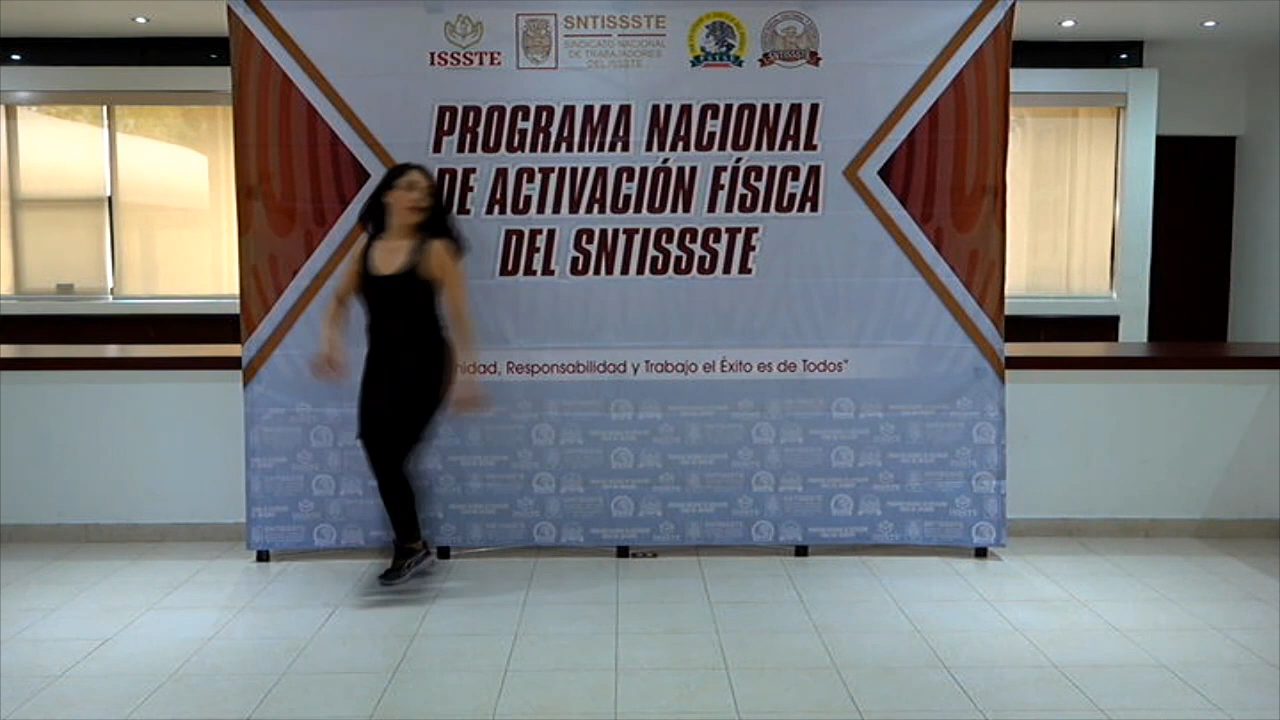 ISSSTE
SNTISSSTE
SINDICATO NACIONAL
DE TRABAJADORES
DEL ISSSTE
SNTISSSTE
PROGRAMA NACIONAL
DE ACTIVACIÓN FÍSICA
DEL SNTISSSTE
Responsabilidad y Trabajo el Éxito es de Todos"